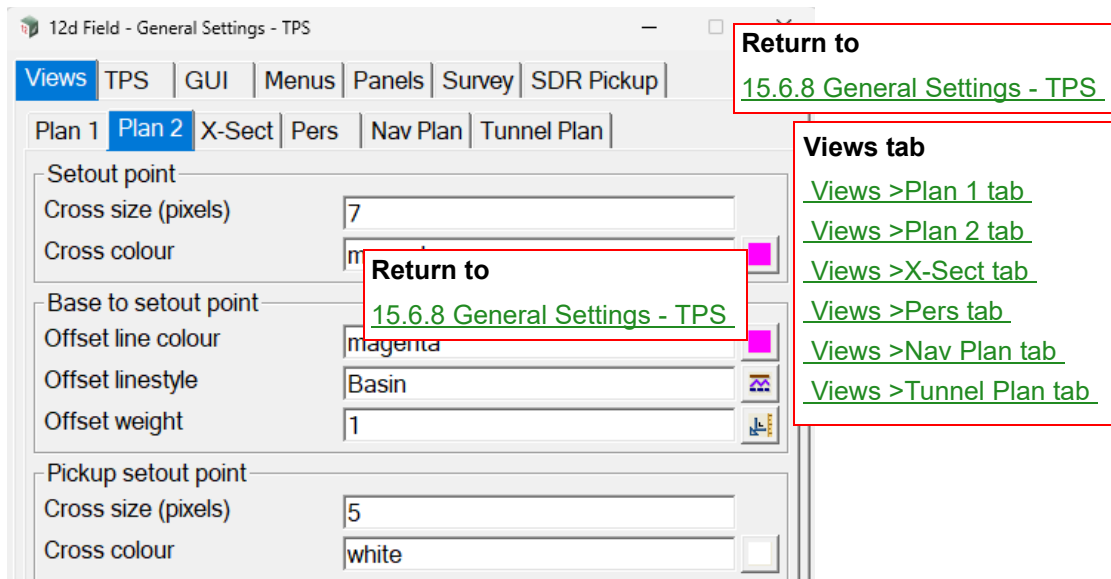 12d Field - General Settings - TPS
Return to
15.6.8 General Settings - TPS
Views TPS GUI Menus Panels Survey SDR Pickup
Plan 1 Plan 2 X-Sect Pers Nav Plan Tunnel Plan
Views tab
Views >Plan 1 tab
Views >Plan 2 tab
Views >X-Sect tab
Views >Pers tab
Views >Nav Plan tab
Views >Tunnel Plan tab
Setout point
Cross size (pixels) 7
Cross colour
Return to
15.6.8 General Settings - TPS
Base to setout point
Offset line colour magenta
Offset linestyle Basin
Offset weight 1
Pickup setout point
Cross size (pixels) 5
Cross colour white